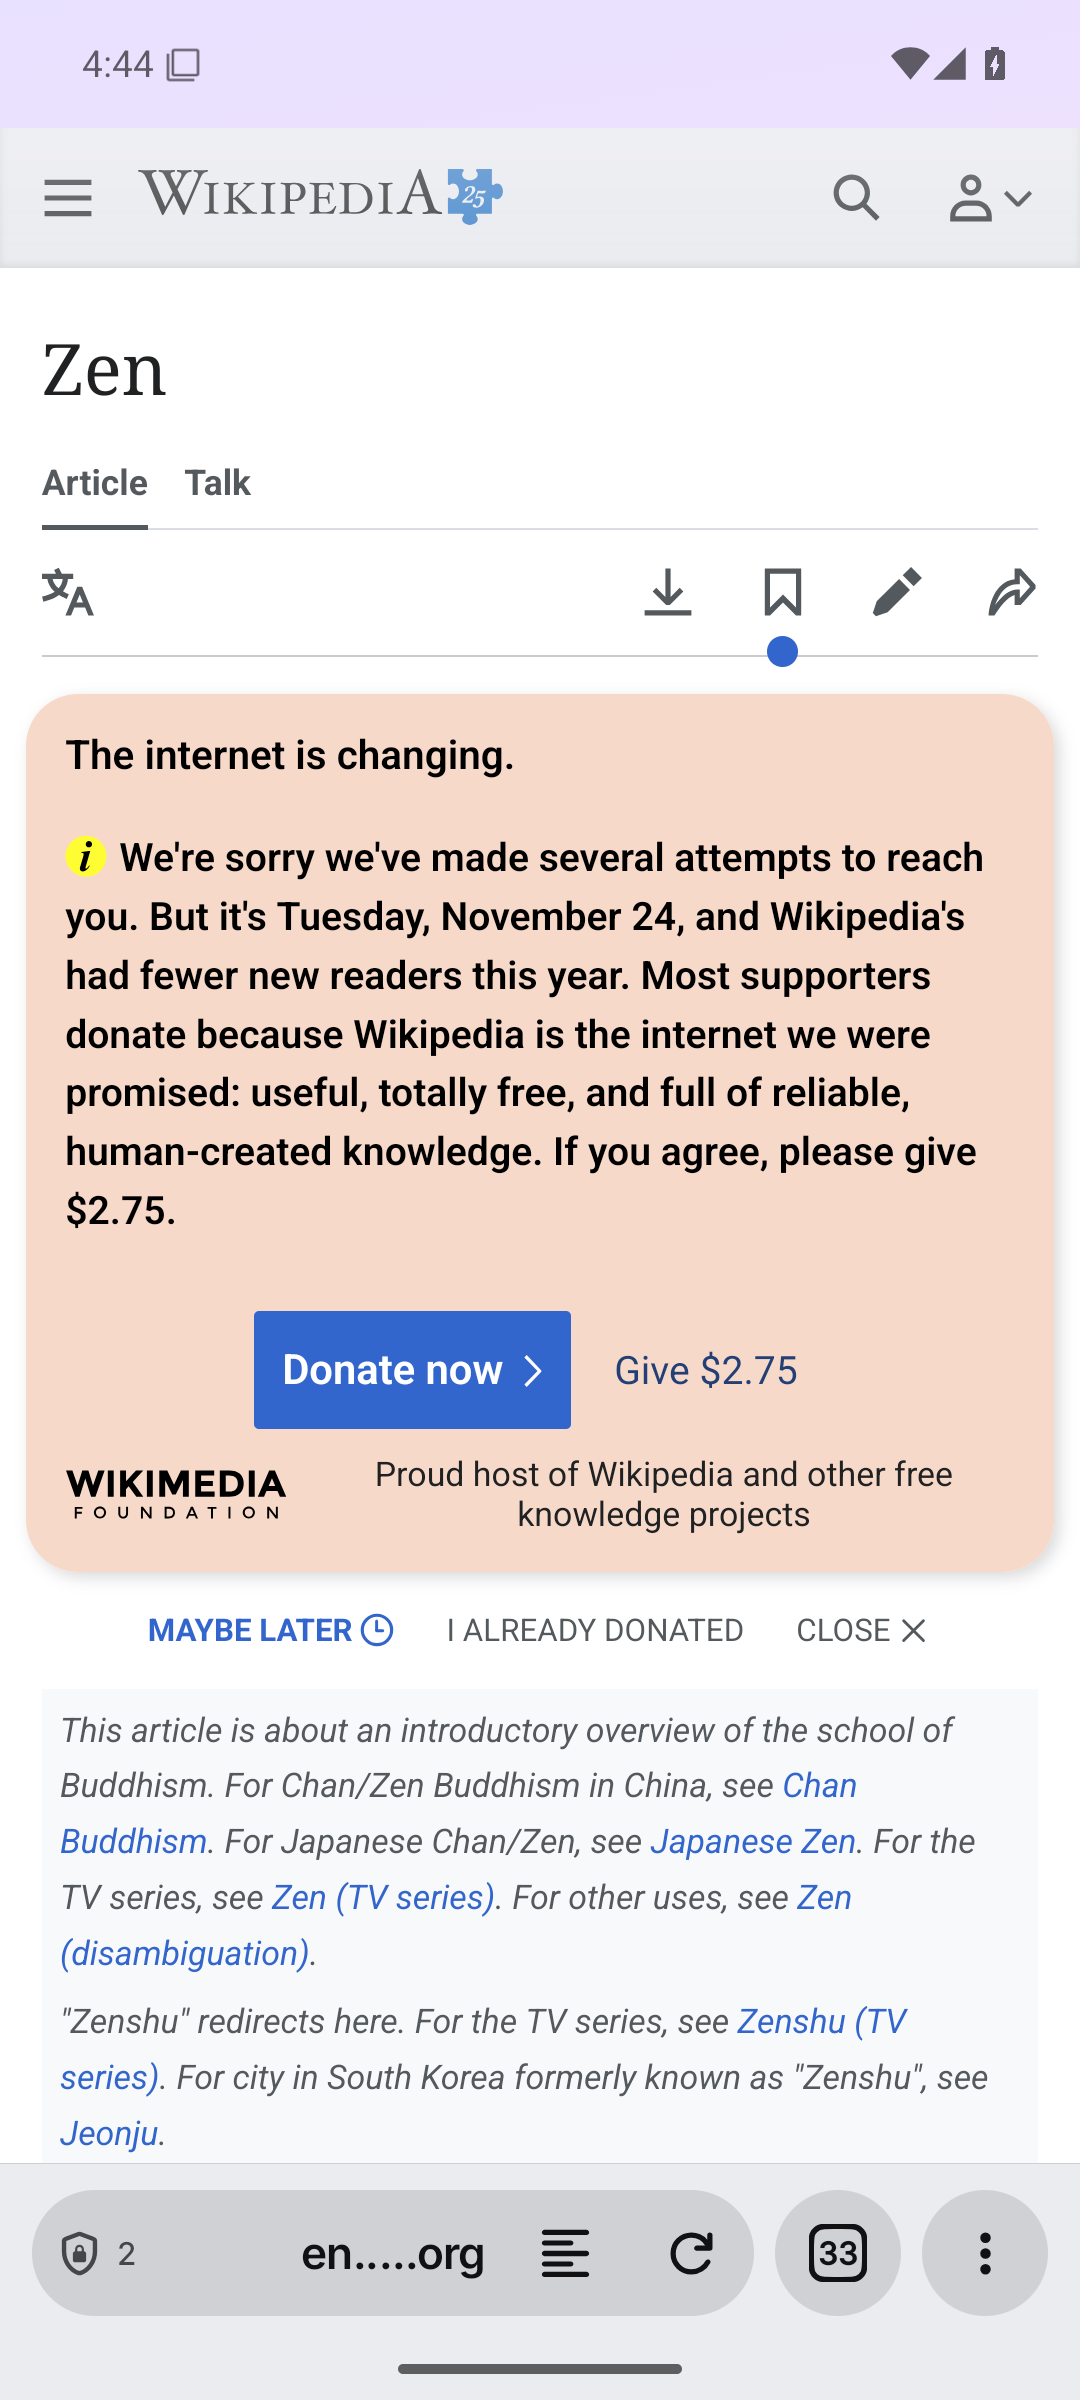 4:44
WIKIPEDIA 25
Zen
Article Talk
The internet is changing.
i We're sorry we've made several attempts to reach
you. But it's Tuesday, November 24, and Wikipedia's
had fewer new readers this year. Most supporters
donate because Wikipedia is the internet we were
promised: useful, totally free, and full of reliable,
human-created knowledge. If you agree, please give
$2.75.
Donate now Give $2.75
WIKIMEDIA
FOUNDATION
Proud host of Wikipedia and other free
knowledge projects
MAYBE LATER I ALREADY DONATED CLOSE
This article is about an introductory overview of the school of
Buddhism. For Chan/Zen Buddhism in China, see Chan
Buddhism. For Japanese Chan/Zen, see Japanese Zen. For the
TV series, see Zen (TV series). For other uses, see Zen
(disambiguation).
"Zenshu" redirects here. For the TV series, see Zenshu (TV
series). For city in South Korea formerly known as "Zenshu", see
Jeonju.
2 en.....org 33